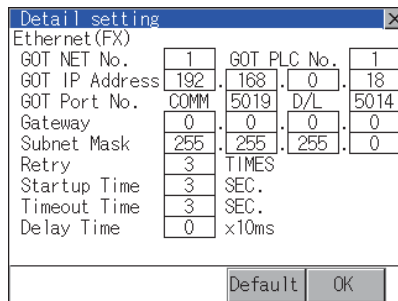 Detail setting ×
Ethernet(FX)
GOT NET No. 1 GOT PLC No. 1
GOT IP Address 192 . 168 . 0 . 18
GOT Port No. COMM 5019 D/L 5014
Gateway 0 . 0 . 0 . 0
Subnet Mask 255 . 255 . 255 . 0
Retry 3 TIMES
Startup Time 3 SEC.
Timeout Time 3 SEC.
Delay Time 0 ×10ms
Default OK